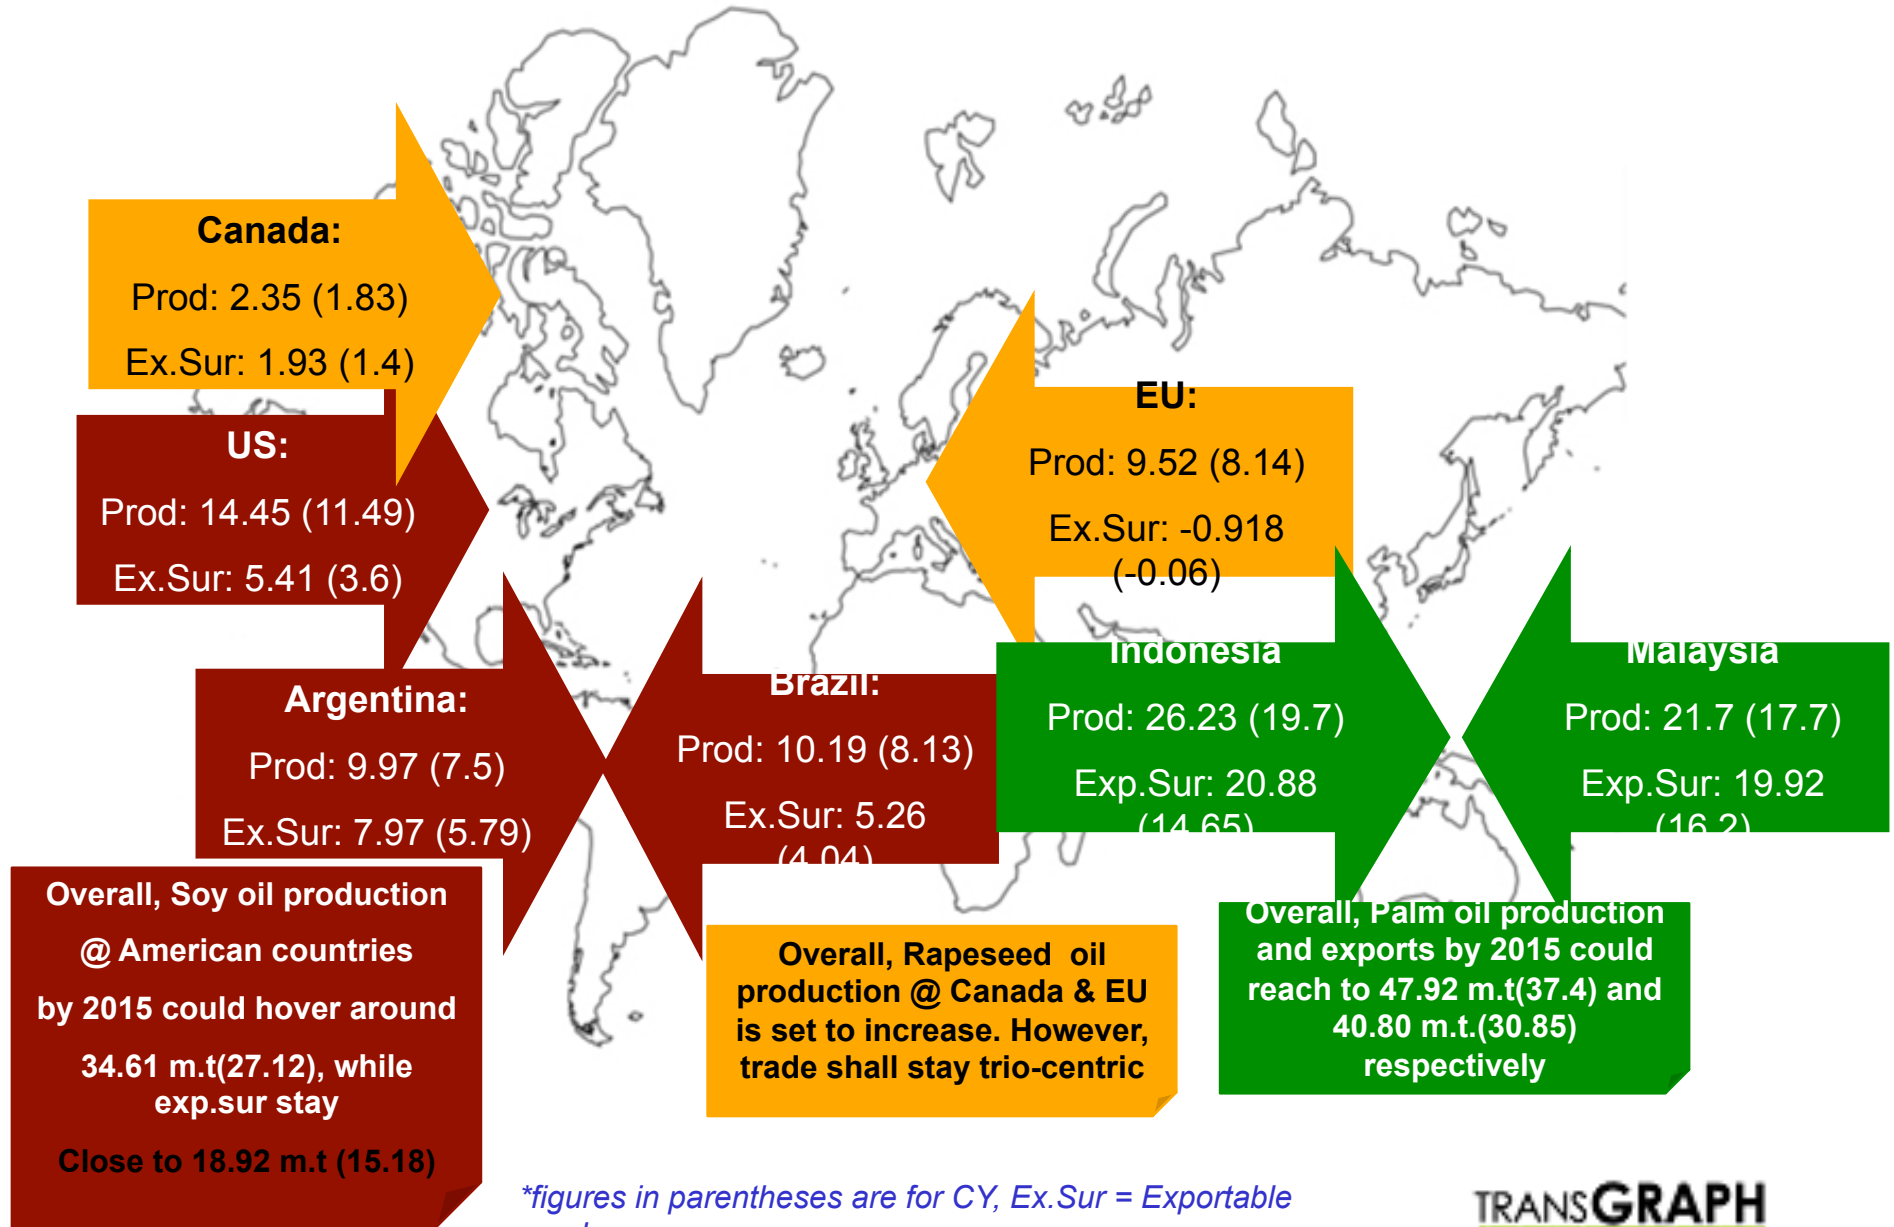 Canada:
Prod: 2.35 (1.83)
Ex.Sur: 1.93 (1.4)
US:
Prod: 14.45 (11.49)
Ex.Sur: 5.41 (3.6)
EU:
Prod: 9.52 (8.14)
Ex.Sur: -0.918
(-0.06)
Argentina:
Prod: 9.97 (7.5)
Ex.Sur: 7.97 (5.79)
Brazil:
Prod: 10.19 (8.13)
Ex.Sur: 5.26
(4.04)
Indonesia
Prod: 26.23 (19.7)
Exp.Sur: 20.88
(14.65)
Malaysia
Prod: 21.7 (17.7)
Exp.Sur: 19.92
(16.2)
Overall, Soy oil production
@ American countries
by 2015 could hover around
34.61 m.t(27.12), while
exp.sur stay
Close to 18.92 m.t (15.18)
Overall, Rapeseed oil
production @ Canada & EU
is set to increase. However,
trade shall stay trio-centric
Overall, Palm oil production
and exports by 2015 could
reach to 47.92 m.t(37.4) and
40.80 m.t.(30.85)
respectively
*figures in parentheses are for CY, Ex.Sur = Exportable
TRANSGRAPH